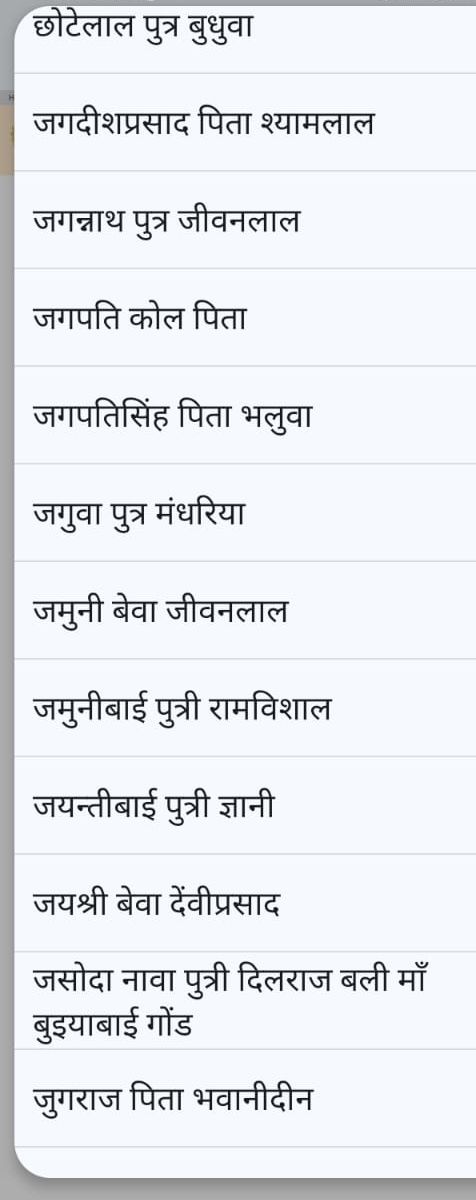 छोटेलाल पुत्र बुधुवा
जगदीशप्रसाद पिता श्यामलाल
जगन्नाथ पुत्र जीवनलाल
जगपति कोल पिता
जगपतिसिंह पिता भलुवा
जगुवा पुत्र मंधरिया
जमुनी बेवा जीवनलाल
जमुनीबाई पुत्री रामविशाल
जयन्तीबाई पुत्री ज्ञानी
जयश्री बेवा देंवीप्रसाद
जसोदा नावा पुत्री दिलराज बली माँ
बुइयाबाई गोंड
जुगराज पिता भवानीदीन